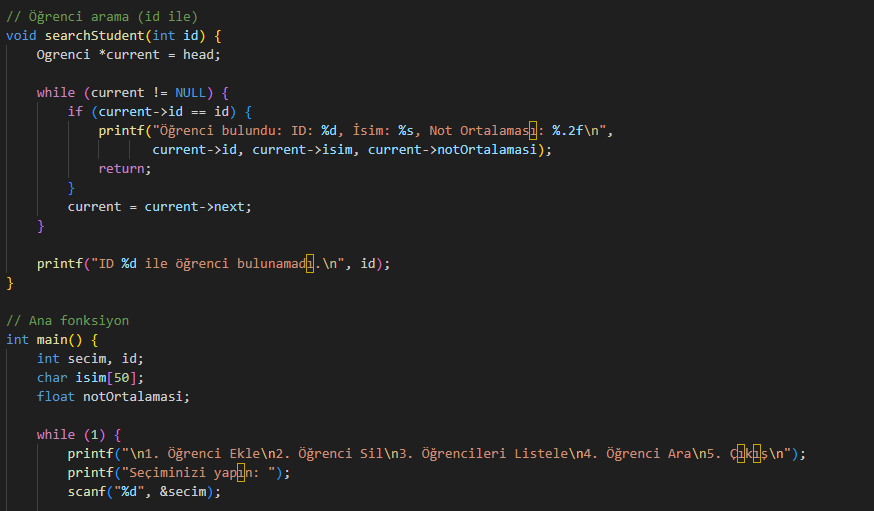 // Öğrenci arama (id ile)
void searchStudent(int id) {
    Ogrenci *current = head;
    while (current != NULL) {
        if (current->id == id) {
            printf("Öğrenci bulundu: ID: %d, İsim: %s, Not Ortalaması: %.2f\n",
                   current->id, current->isim, current->notOrtalamasi);
            return;
        }
        current = current->next;
    }
    printf("ID %d ile öğrenci bulunamadı.\n", id);
}
// Ana fonksiyon
int main() {
    int secim, id;
    char isim[50];
    float notOrtalamasi;
    while (1) {
        printf("\n1. Öğrenci Ekle\n2. Öğrenci Sil\n3. Öğrencileri Listele\n4. Öğrenci Ara\n5. Çıkış\n");
        printf("Seçiminizi yapın: ");
        scanf("%d", &secim);